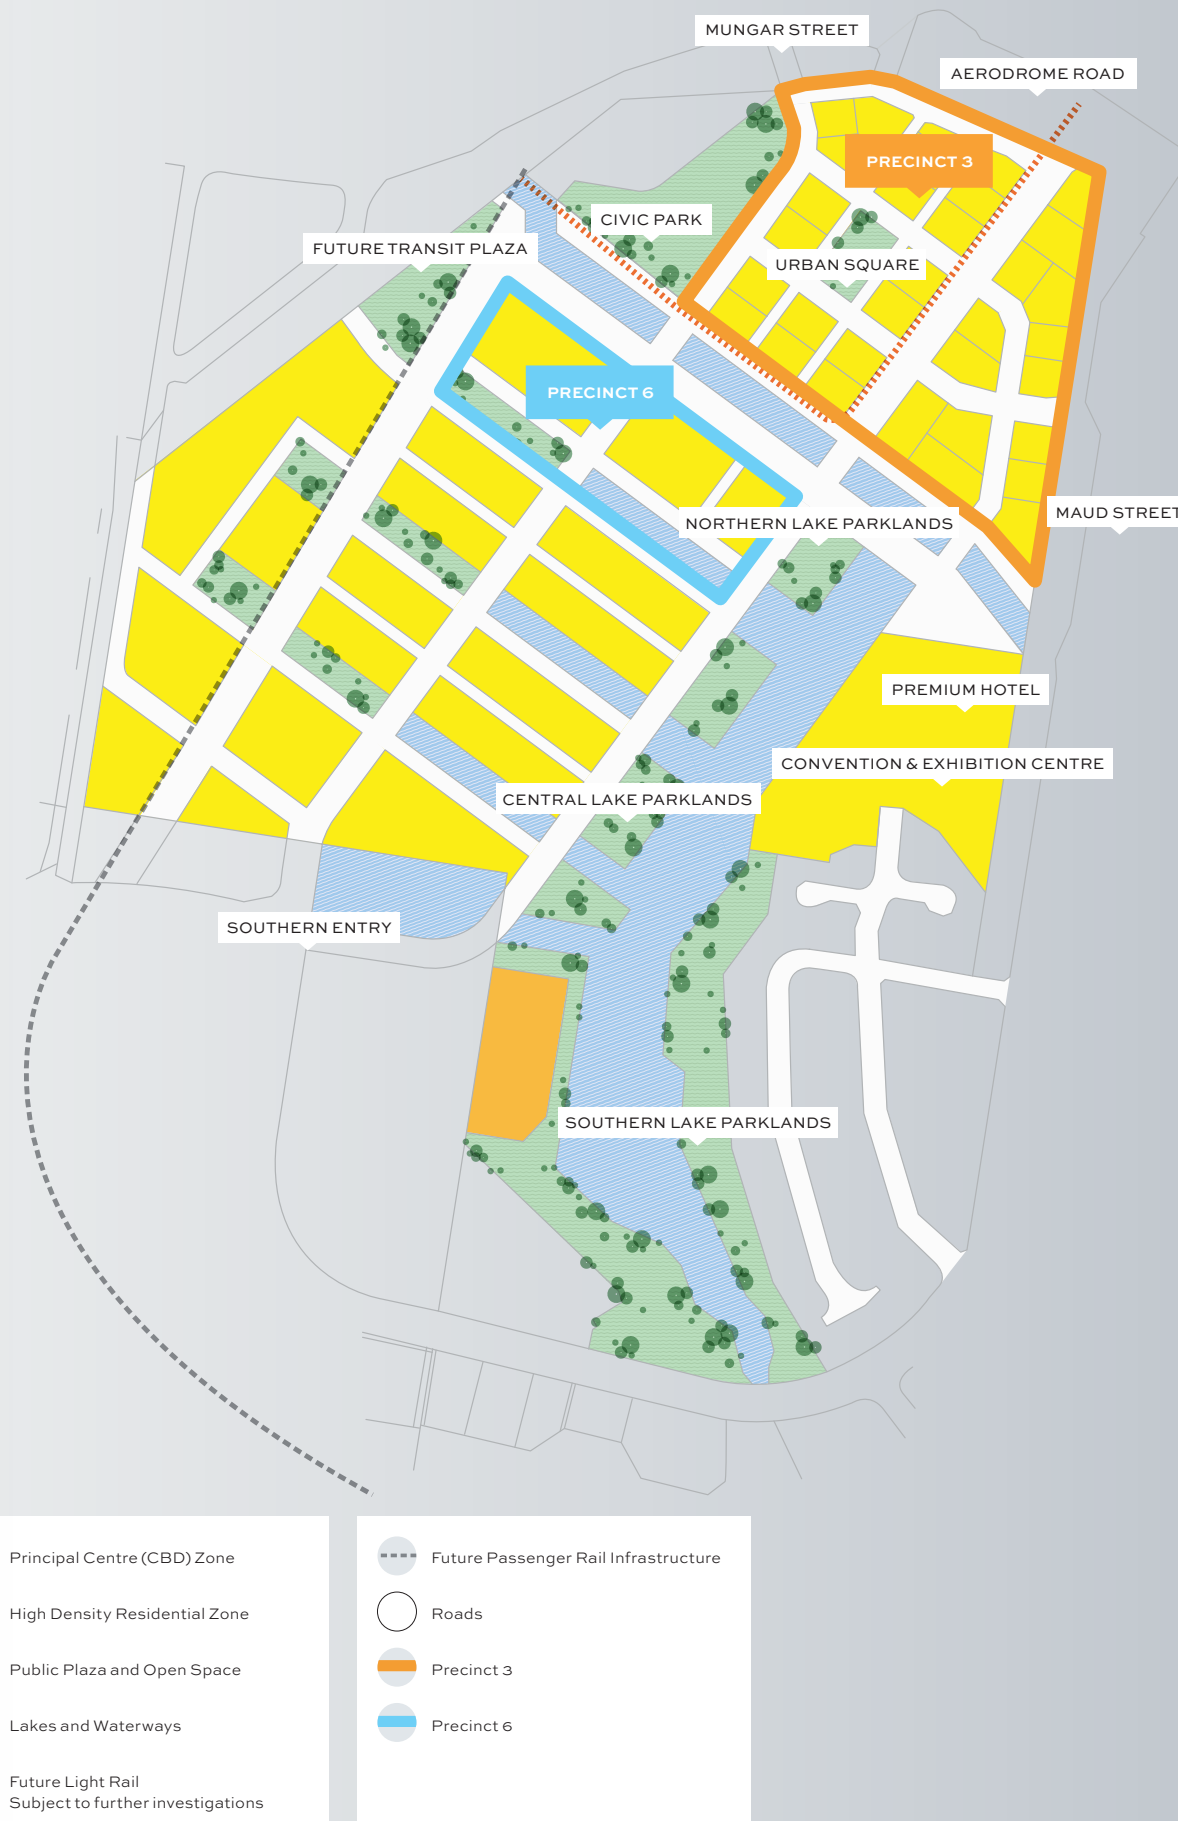 MUNGAR STREET
AERODROME ROAD
PRECINCT 3
CIVIC PARK
FUTURE TRANSIT PLAZA
URBAN SQUARE
PRECINCT 6
MAUD STREET
NORTHERN LAKE PARKLANDS
PREMIUM HOTEL
CONVENTION & EXHIBITION CENTRE
CENTRAL LAKE PARKLANDS
SOUTHERN ENTRY
SOUTHERN LAKE PARKLANDS
Principal Centre (CBD) Zone
High Density Residential Zone
Public Plaza and Open Space
Lakes and Waterways
Future Light Rail
Subject to further investigations
Future Passenger Rail Infrastructure
Roads
Precinct 3
Precinct 6